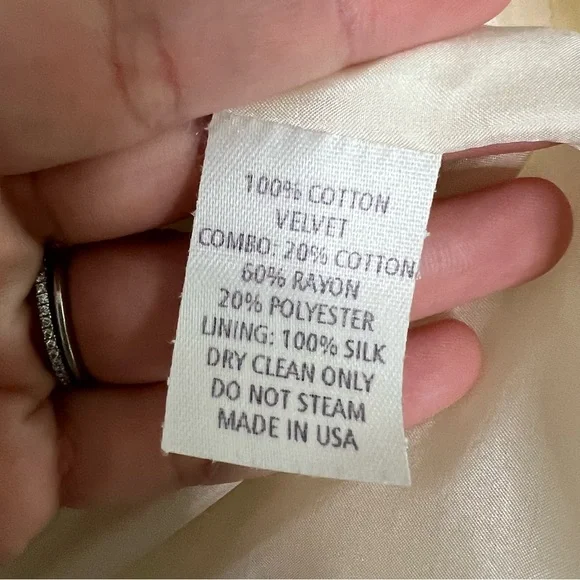 100% COTTON
VELVET
COMBO: 20% COTTON
60% RAYON
20% POLYESTER
LINING: 100% SILK
DRY CLEAN ONLY
DO NOT STEAM
MADE IN USA